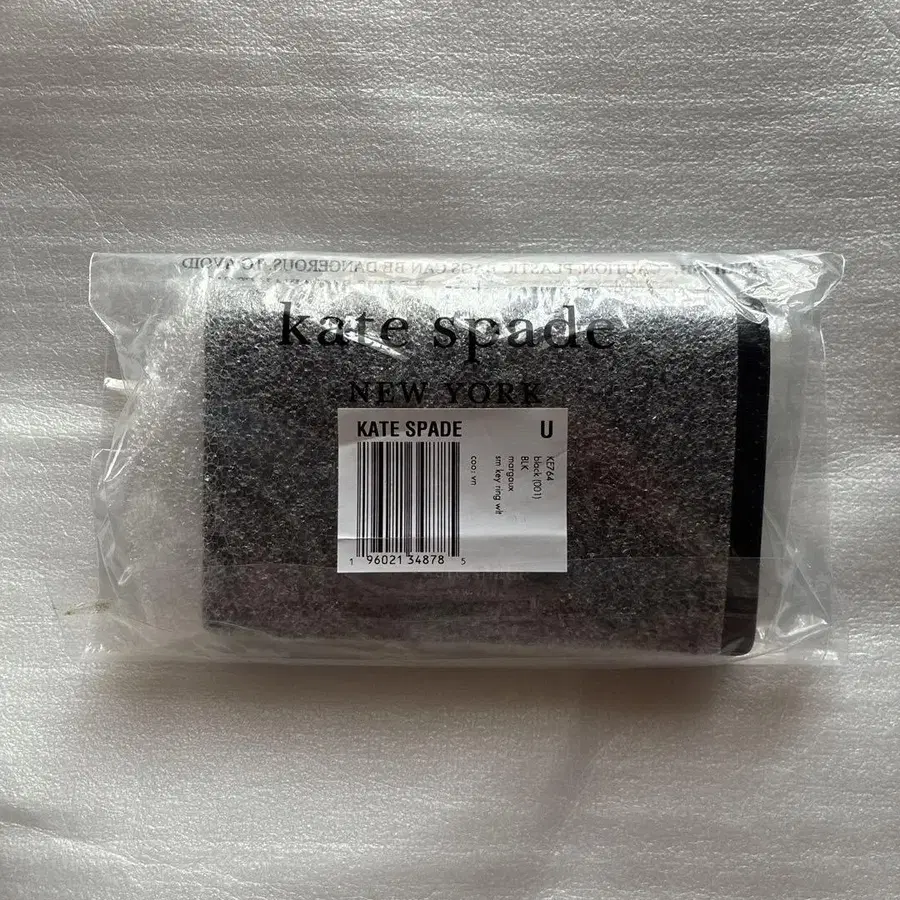 CAUTION: PLASTIC BAGS CAN BE DANGEROUS. TO AVOID
kate spade
NEW YORK
KATE SPADE U
KE764
black (001)
BLK
margaux
sm key ring wlt
coo: vn
1 96021 34878 5